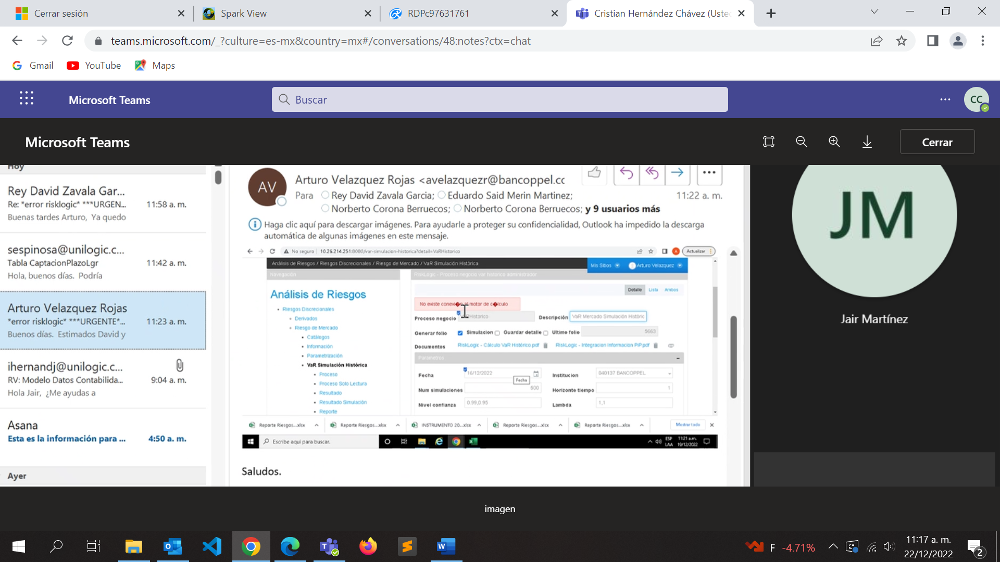 Cerrar sesión
Spark View
RDPc97631761
Cristian Hernández Chávez (Uste
teams.microsoft.com/_?culture=es-mx&country=mx#/conversations/48:notes?ctx=chat
Gmail
YouTube
Maps
Microsoft Teams
Buscar
CC
Microsoft Teams
Cerrar
Hoy
Rey David Zavala Gar...
Re: *error risklogic* ***URGEN...
11:58 a. m.
Buenas tardes Arturo, Ya quedo
sespinosa@unilogic.c...
Tabla CaptacionPlazoLgr
11:42 a. m.
Hola, buenos días. Podría
Arturo Velazquez Rojas
*error risklogic* ***URGENTE*...
11:23 a. m.
Buenos días. Estimados David y
ihernandj@unilogic.c...
RV: Modelo Datos Contabilida...
9:04 a. m.
Hola Jair, ¿Me ayudas a
Asana
Esta es la información para ...
4:50 a. m.
Ayer
AV
Arturo Velazquez Rojas <avelazquezr@bancoppel.cc
Para Rey David Zavala Garcia; Eduardo Said Merin Martinez;
11:22 a. m.
Norberto Corona Berruecos; Norberto Corona Berruecos; y 9 usuarios más
Haga clic aquí para descargar imágenes. Para ayudarle a proteger su confidencialidad, Outlook ha impedido la descarga
automática de algunas imágenes en este mensaje.
No seguro | 10.26.214.251:8080/var-simulacion-historica?detail=VaRHistorico
A
Actualizar
Análisis de Riesgos / Riesgos Discrecionales / Riesgo de Mercado / VaR Simulación Histórica
Mis Sitios
Arturo Velazquez
Navegación
RiskLogic - Proceso negocio var historico administrador
Análisis de Riesgos
Riesgos Discrecionales
Derivados
Riesgo de Mercado
Catálogos
Información
Parametrización
VaR Simulación Histórica
Proceso
Proceso Solo Lectura
Resultado
Resultado Simulación
Reporte
Detalle Lista Ambos
No existe conexi�n al motor de c�lculo
Proceso negocio
RHistorico
Descripción
VaR Mercado Simulación Históric
Generar folio
Simulacion
Guardar detalle
Ultimo folio
5663
Documentos
RiskLogic - Cálculo VaR Histórico.pdf
RiskLogic - Integracion Informacion PiP.pdf
Parametros
Fecha
16/12/2022
Fecha
Institucion
040137 BANCOPPEL
Num simulaciones
500
Horizonte tiempo
1
Nivel confianza
0.99,0.95
Lambda
1,1
Reporte Riesgos....xlsx
Reporte Riesgos....xlsx
INSTRUMENTO 20...xlsx
Reporte Riesgos....xlsx
Reporte Riesgos....xlsx
Mostrar todo
Escribe aquí para buscar.
ESP
LAA
11:21 a.m.
19/12/2022
Saludos.
JM
Jair Martínez
imagen
F -4.71%
11:17 a. m.
22/12/2022
2